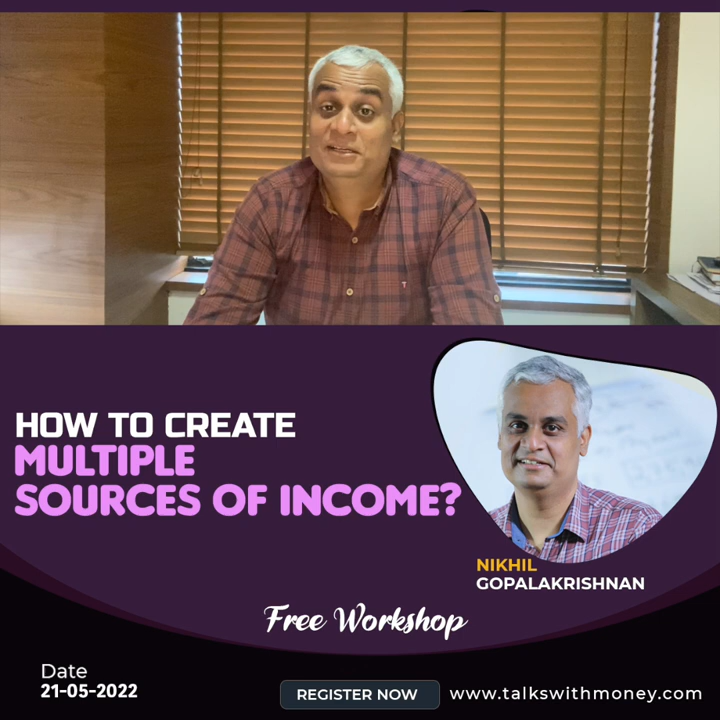 HOW TO CREATE
MULTIPLE
SOURCES OF INCOME?
NIKHIL
GOPALAKRISHNAN
Free Workshop
Date
21-05-2022
REGISTER NOW
www.talkswithmoney.com